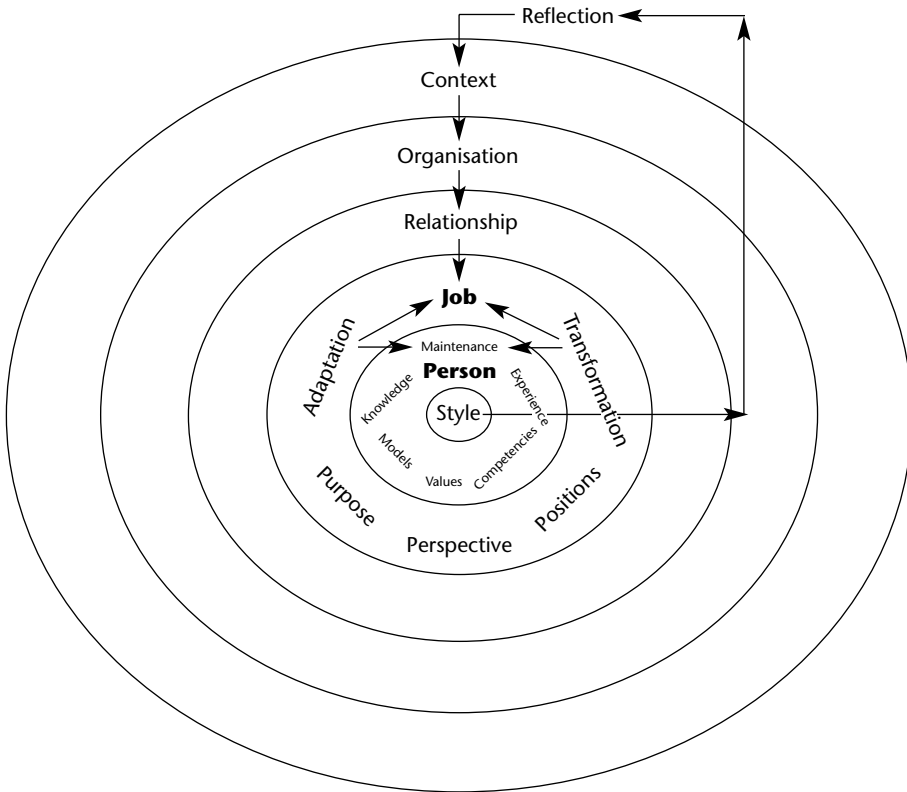 Reflection
Context
Organisation
Relationship
Job
Adaptation
Transformation
Maintenance
Person
Knowledge
Experience
Style
Models
Values
Competencies
Purpose
Perspective
Positions